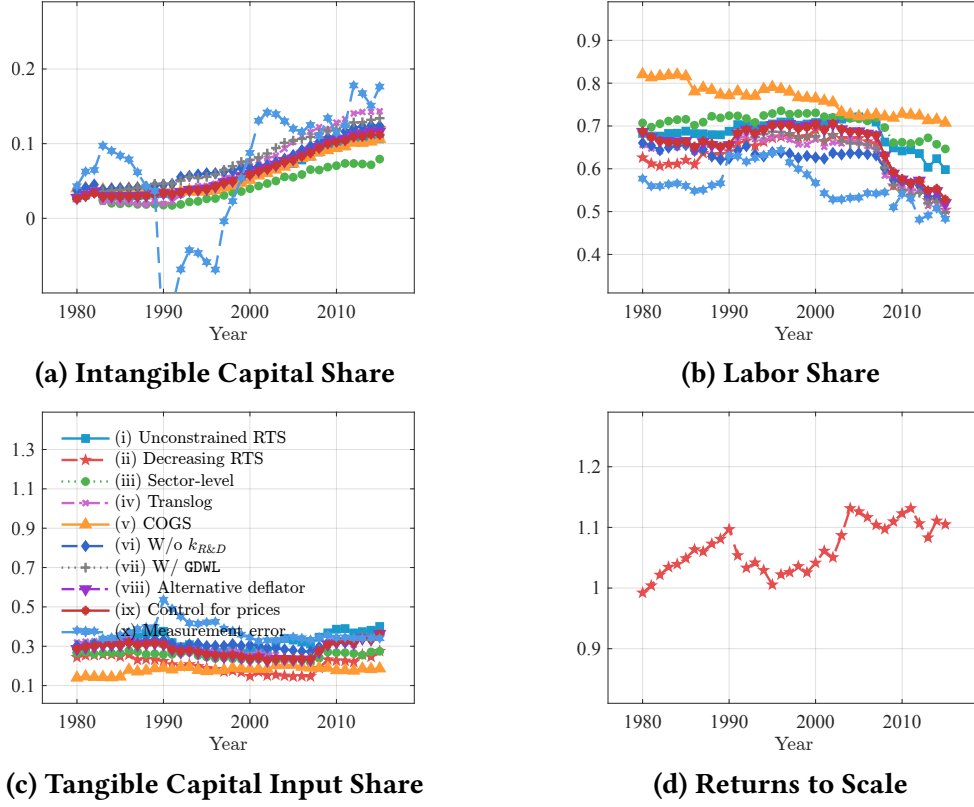 0.2
0.1
0
1980 1990 2000 2010
Year
(a) Intangible Capital Share
0.9
0.8
0.7
0.6
0.5
0.4
1980 1990 2000 2010
Year
(b) Labor Share
1.3
1.1
0.9
0.7
0.5
0.3
0.1
(i) Unconstrained RTS
(ii) Decreasing RTS
(iii) Sector-level
(iv) Translog
(v) COGS
(vi) W/o k_{R&D}
(vii) W/ GDWL
(viii) Alternative deflator
(ix) Control for prices
(x) Measurement error
1980 1990 2000 2010
Year
(c) Tangible Capital Input Share
1.2
1.1
1
0.9
1980 1990 2000 2010
Year
(d) Returns to Scale